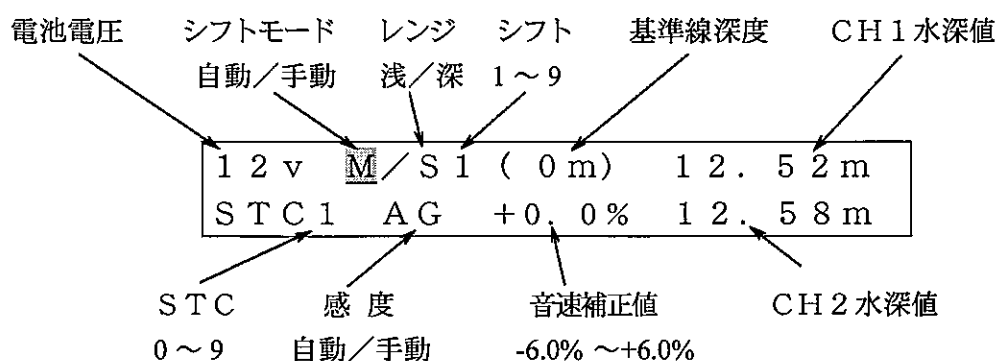 電池電圧 シフトモード レンジ シフト 基準線深度 CH1水深値
自動/手動 浅/深 1～9
12v M/S1 (0m) 12.52m
STC1 AG +0.0% 12.58m
STC 感度 音速補正値 CH2水深値
0～9 自動/手動 -6.0% ～+6.0%